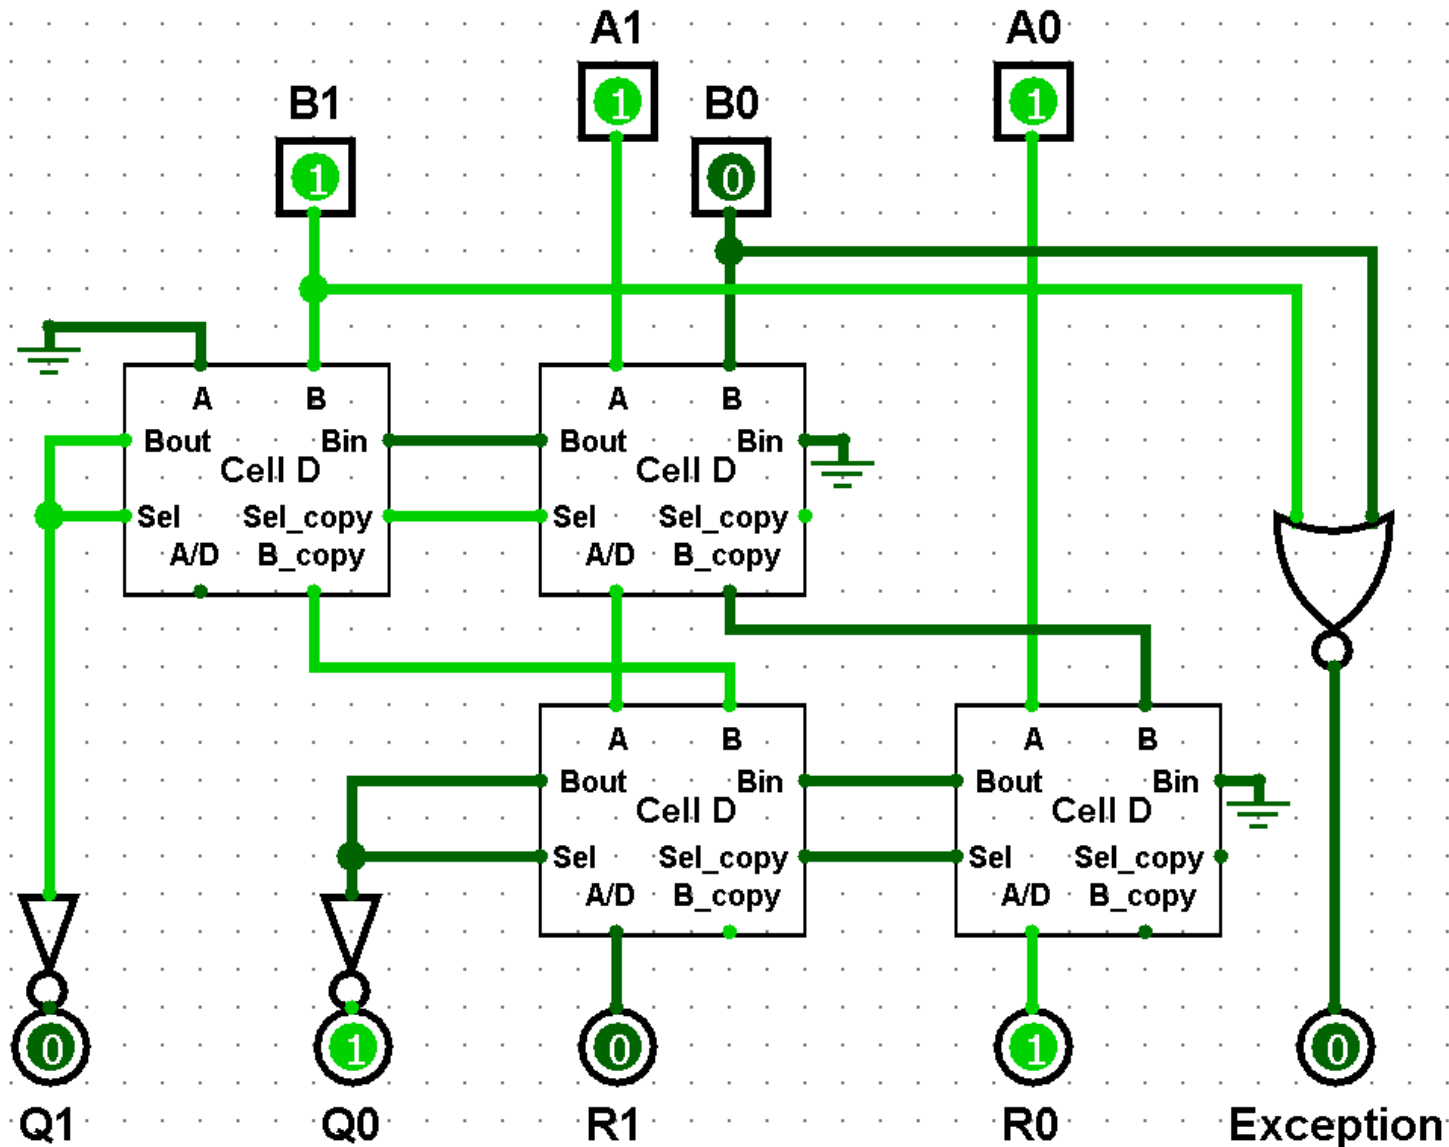 A1
A0
B1
B0
1
1
1
0
A B
Bout Bin
Cell D
Sel Sel_copy
A/D B_copy
A B
Bout Bin
Cell D
Sel Sel_copy
A/D B_copy
A B
Bout Bin
Cell D
Sel Sel_copy
A/D B_copy
A B
Bout Bin
Cell D
Sel Sel_copy
A/D B_copy
0 1 0 1 0
Q1 Q0 R1 R0 Exception